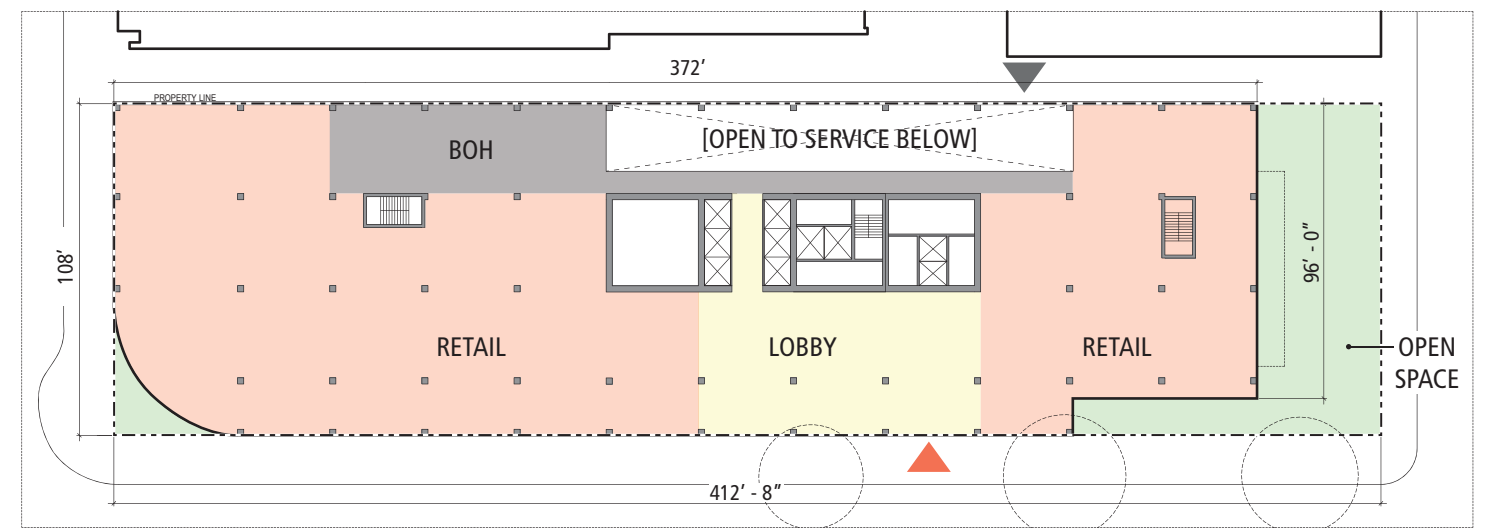 372’
PROPERTY LINE
BOH
[OPEN TO SERVICE BELOW]
108’
96’ - 0”
RETAIL
LOBBY
RETAIL
OPEN
SPACE
412’ - 8”